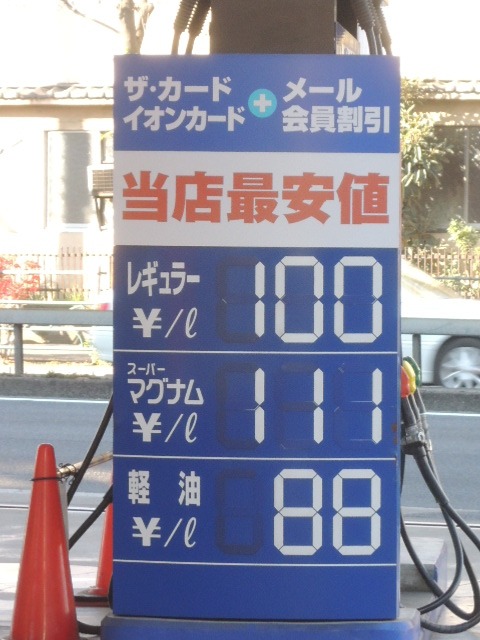 ザ・カード + メール
イオンカード 会員割引
当店最安値
レギュラー
¥/ℓ 100
スーパー
マグナム
¥/ℓ 111
軽油
¥/ℓ 88